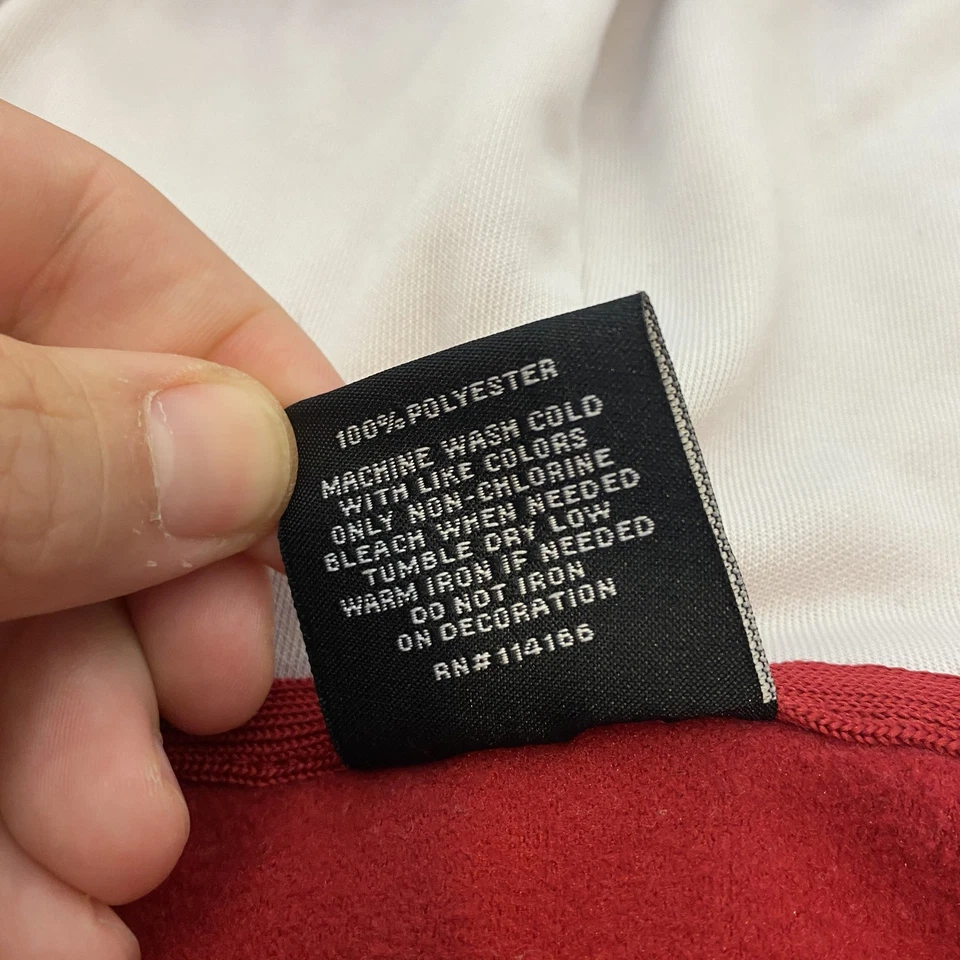 100% POLYESTER
MACHINE WASH COLD
WITH LIKE COLORS
ONLY NON-CHLORINE
BLEACH WHEN NEEDED
TUMBLE DRY LOW
WARM IRON IF NEEDED
DO NOT IRON
ON DECORATION
RN#114186